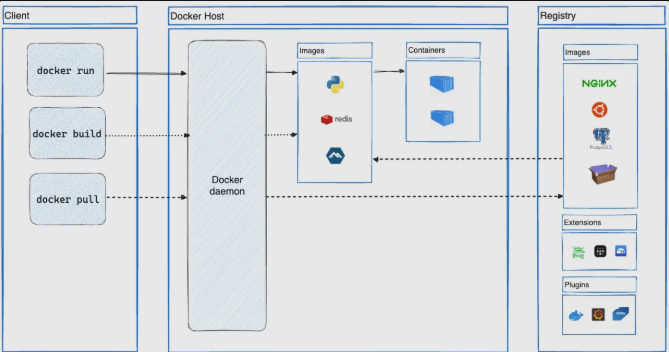 Client
docker run
docker build
docker pull
Docker Host
Docker
daemon
Images
redis
Containers
Registry
Images
NGINX
PostgreSQL
Extensions
Plugins